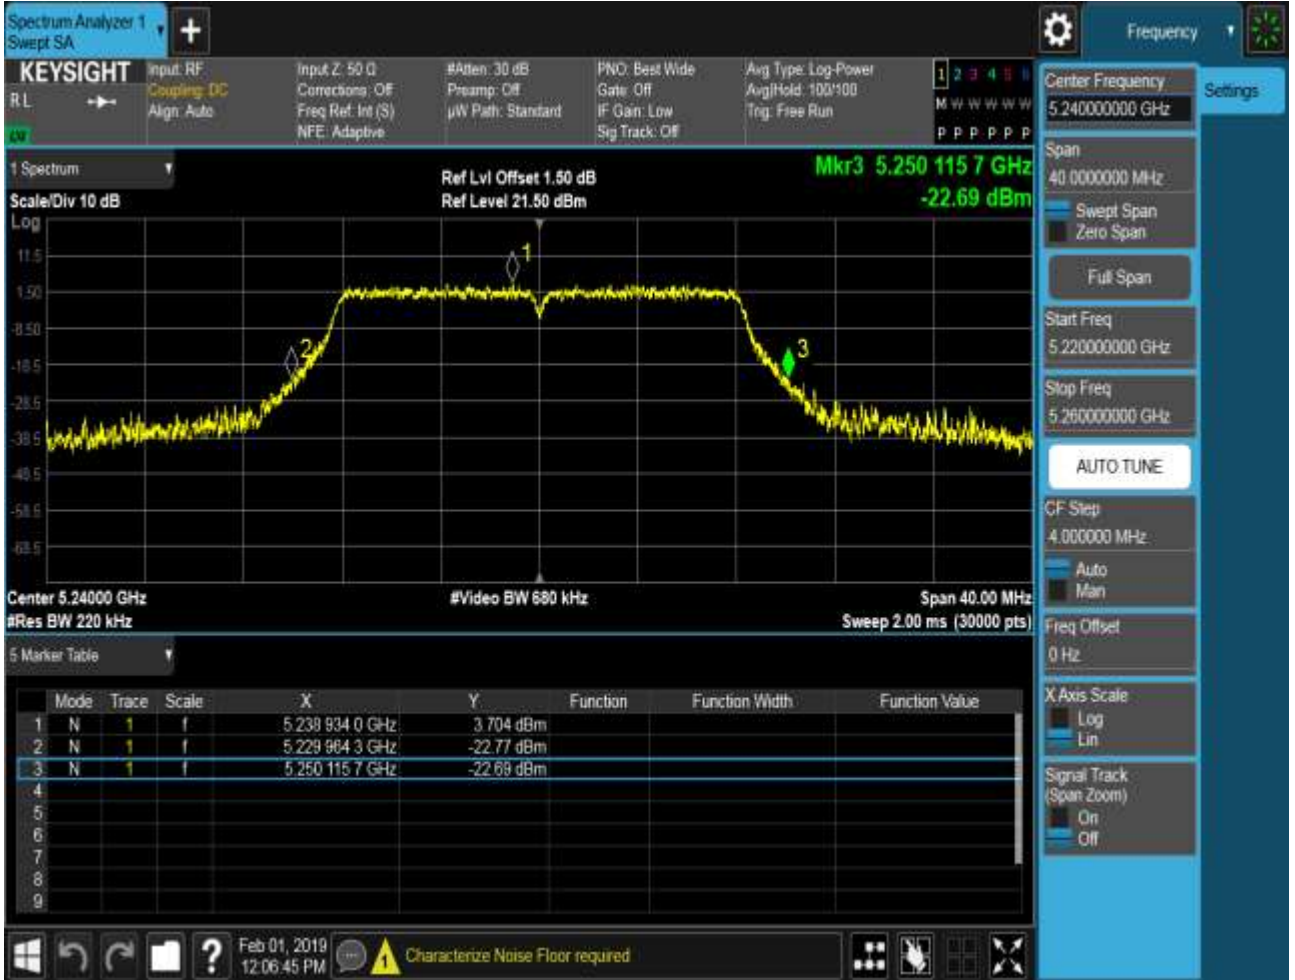 Spectrum Analyzer 1
Swept SA
+
Frequency
KEYSIGHT
RL
Input: RF
Coupling: DC
Align: Auto
Input Z: 50 Ω
Corrections: Off
Freq Ref: Int (S)
NFE: Adaptive
#Atten: 30 dB
Preamp: Off
µW Path: Standard
PNO: Best Wide
Gate: Off
IF Gain: Low
Sig Track: Off
Avg Type: Log-Power
Avg|Hold: 100/100
Trig: Free Run
1 2 3 4 5 6
M W W W W W
P P P P P P
1 Spectrum
Scale/Div 10 dB
Ref Lvl Offset 1.50 dB
Ref Level 21.50 dBm
Mkr3 5.250 115 7 GHz
-22.69 dBm
Log
11.5
1.50
-8.50
-18.5
-28.5
-38.5
-48.5
-58.5
-68.5
1
2
3
Center 5.24000 GHz
#Video BW 680 kHz
Span 40.00 MHz
#Res BW 220 kHz
Sweep 2.00 ms (30000 pts)
5 Marker Table
Mode Trace Scale X Y Function Function Width Function Value
1 N 1 f 5.238 934 0 GHz 3.704 dBm
2 N 1 f 5.229 964 3 GHz -22.77 dBm
3 N 1 f 5.250 115 7 GHz -22.69 dBm
4
5
6
7
8
9
Feb 01, 2019
12:06:45 PM
?
1
Characterize Noise Floor required
Center Frequency
5.240000000 GHz
Settings
Span
40.0000000 MHz
Swept Span
Zero Span
Full Span
Start Freq
5.220000000 GHz
Stop Freq
5.260000000 GHz
AUTO TUNE
CF Step
4.000000 MHz
Auto
Man
Freq Offset
0 Hz
X Axis Scale
Log
Lin
Signal Track
(Span Zoom)
On
Off